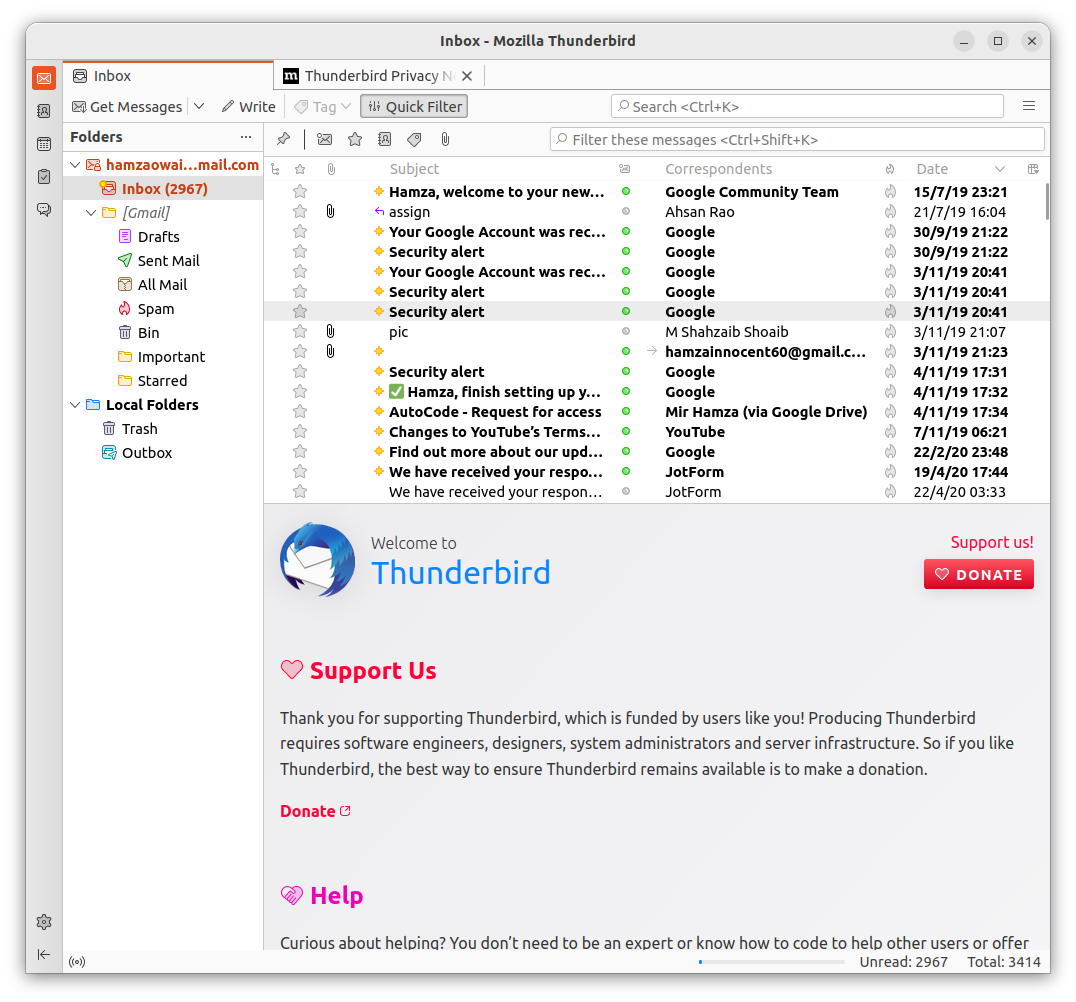 Inbox - Mozilla Thunderbird
Inbox
Thunderbird Privacy N
Get Messages
Write
Tag
Quick Filter
Search <Ctrl+K>
Folders
Filter these messages <Ctrl+Shift+K>
hamzaowai...mail.com
Inbox (2967)
[Gmail]
Drafts
Sent Mail
All Mail
Spam
Bin
Important
Starred
Local Folders
Trash
Outbox
Subject Correspondents Date
Hamza, welcome to your new... Google Community Team 15/7/19 23:21
assign Ahsan Rao 21/7/19 16:04
Your Google Account was rec... Google 30/9/19 21:22
Security alert Google 30/9/19 21:22
Your Google Account was rec... Google 3/11/19 20:41
Security alert Google 3/11/19 20:41
Security alert Google 3/11/19 20:41
pic M Shahzaib Shoaib 3/11/19 21:07
hamzainnocent60@gmail.c... 3/11/19 21:23
Security alert Google 4/11/19 17:31
✅ Hamza, finish setting up y... Google 4/11/19 17:32
AutoCode - Request for access Mir Hamza (via Google Drive) 4/11/19 17:34
Changes to YouTube’s Terms... YouTube 7/11/19 06:21
Find out more about our upd... Google 22/2/20 23:48
We have received your respo... JotForm 19/4/20 17:44
We have received your respon... JotForm 22/4/20 03:33
Welcome to
Thunderbird
Support us!
DONATE
Support Us
Thank you for supporting Thunderbird, which is funded by users like you! Producing Thunderbird
requires software engineers, designers, system administrators and server infrastructure. So if you like
Thunderbird, the best way to ensure Thunderbird remains available is to make a donation.
Donate
Help
Curious about helping? You don’t need to be an expert or know how to code to help other users or offer
Unread: 2967 Total: 3414